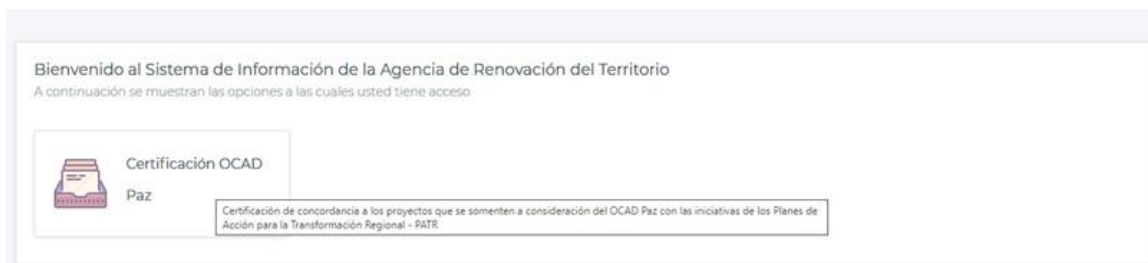 Bienvenido al Sistema de Información de la Agencia de Renovación del Territorio
A continuación se muestran las opciones a las cuales usted tiene acceso
Certificación OCAD
Paz
Certificación de concordancia a los proyectos que se somenten a consideración del OCAD Paz con las iniciativas de los Planes de
Acción para la Transformación Regional - PATR